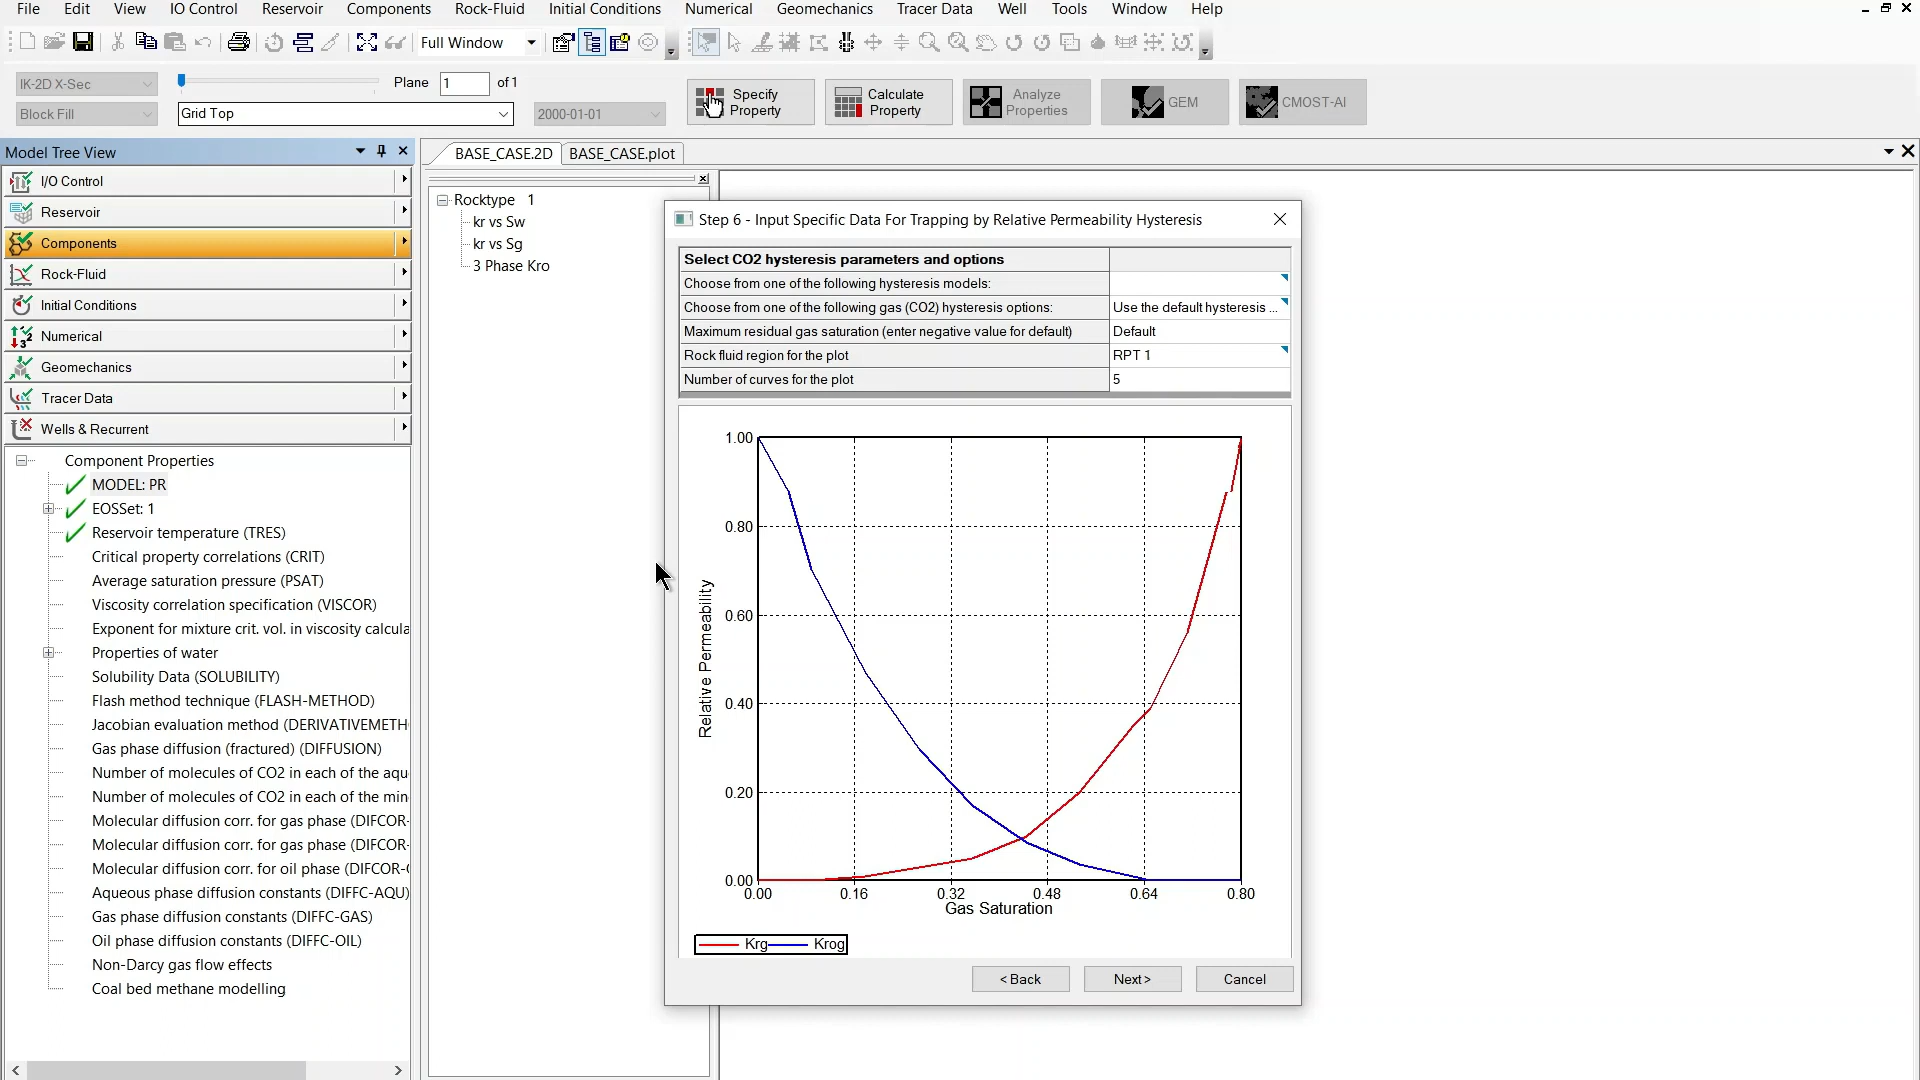 File Edit View IO Control Reservoir Components Rock-Fluid Initial Conditions Numerical Geomechanics Tracer Data Well Tools Window Help
Full Window
IK-2D X-Sec Plane 1 of 1
Block Fill Grid Top 2000-01-01
Specify Property
Calculate Property
Analyze Properties
GEM
CMOST-AI
Model Tree View
I/O Control
Reservoir
Components
Rock-Fluid
Initial Conditions
Numerical
Geomechanics
Tracer Data
Wells & Recurrent
Component Properties
MODEL: PR
EOSSet: 1
Reservoir temperature (TRES)
Critical property correlations (CRIT)
Average saturation pressure (PSAT)
Viscosity correlation specification (VISCOR)
Exponent for mixture crit. vol. in viscosity calcula
Properties of water
Solubility Data (SOLUBILITY)
Flash method technique (FLASH-METHOD)
Jacobian evaluation method (DERIVATIVEMETH
Gas phase diffusion (fractured) (DIFFUSION)
Number of molecules of CO2 in each of the aqu
Number of molecules of CO2 in each of the min
Molecular diffusion corr. for gas phase (DIFCOR-
Molecular diffusion corr. for gas phase (DIFCOR-
Molecular diffusion corr. for oil phase (DIFCOR-(
Aqueous phase diffusion constants (DIFFC-AQU)
Gas phase diffusion constants (DIFFC-GAS)
Oil phase diffusion constants (DIFFC-OIL)
Non-Darcy gas flow effects
Coal bed methane modelling
BASE_CASE.2D BASE_CASE.plot
Rocktype 1
kr vs Sw
kr vs Sg
3 Phase Kro
Step 6 - Input Specific Data For Trapping by Relative Permeability Hysteresis
Select CO2 hysteresis parameters and options
Choose from one of the following hysteresis models:
Choose from one of the following gas (CO2) hysteresis options: Use the default hysteresis ...
Maximum residual gas saturation (enter negative value for default) Default
Rock fluid region for the plot RPT 1
Number of curves for the plot 5
1.00
0.80
0.60
0.40
0.20
0.00
Relative Permeability
0.00 0.16 0.32 0.48 0.64 0.80
Gas Saturation
Krg Krog
< Back Next > Cancel